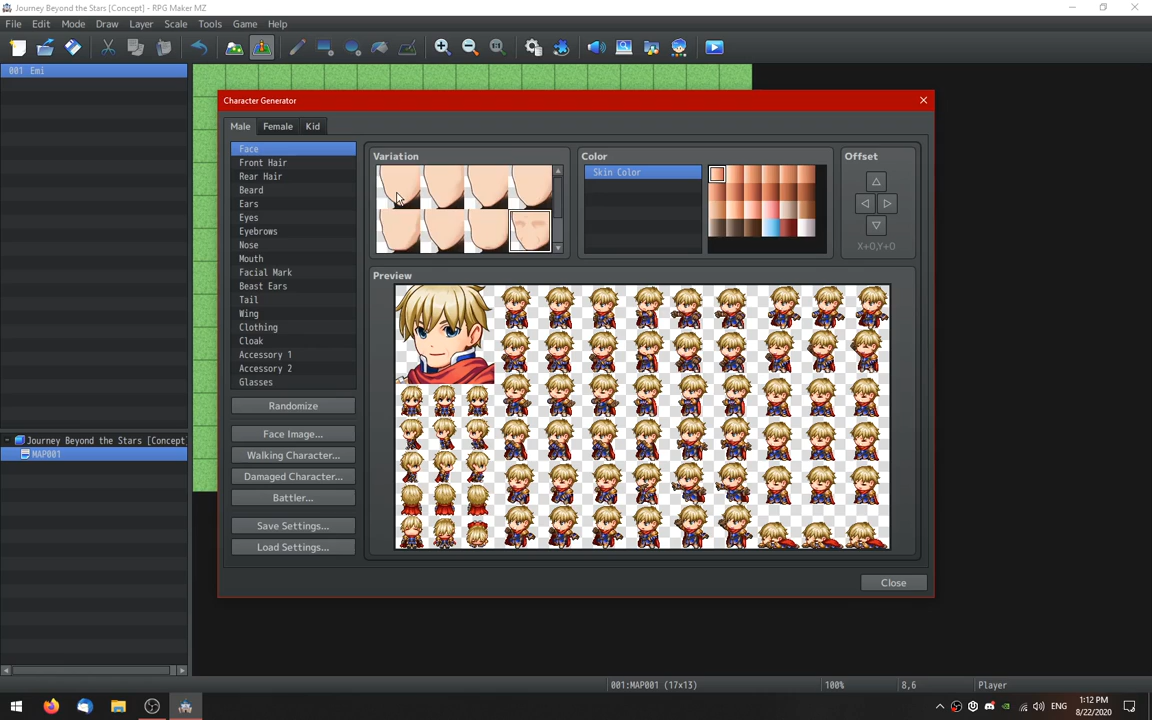 Journey Beyond the Stars [Concept] - RPG Maker MZ
File Edit Mode Draw Layer Scale Tools Game Help
001 Emi
Character Generator
Male Female Kid
Face
Front Hair
Rear Hair
Beard
Ears
Eyes
Eyebrows
Nose
Mouth
Facial Mark
Beast Ears
Tail
Wing
Clothing
Cloak
Accessory 1
Accessory 2
Glasses
Randomize
Face Image...
Walking Character...
Damaged Character...
Battler...
Save Settings...
Load Settings...
Variation
Color
Skin Color
Offset
X+0,Y+0
Preview
Close
Journey Beyond the Stars [Concept
MAP001
001:MAP001 (17×13) 100% 8,6 Player
ENG
1:12 PM
8/22/2020